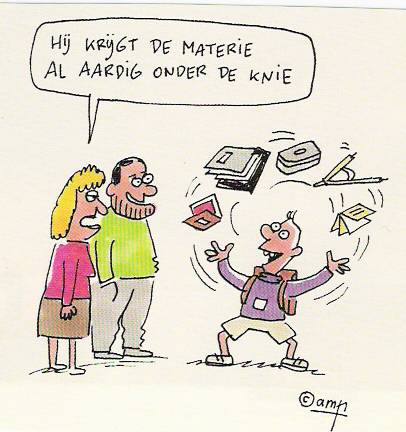 HIJ KRIJGT DE MATERIE
AL AARDIG ONDER DE KNIE
© amp